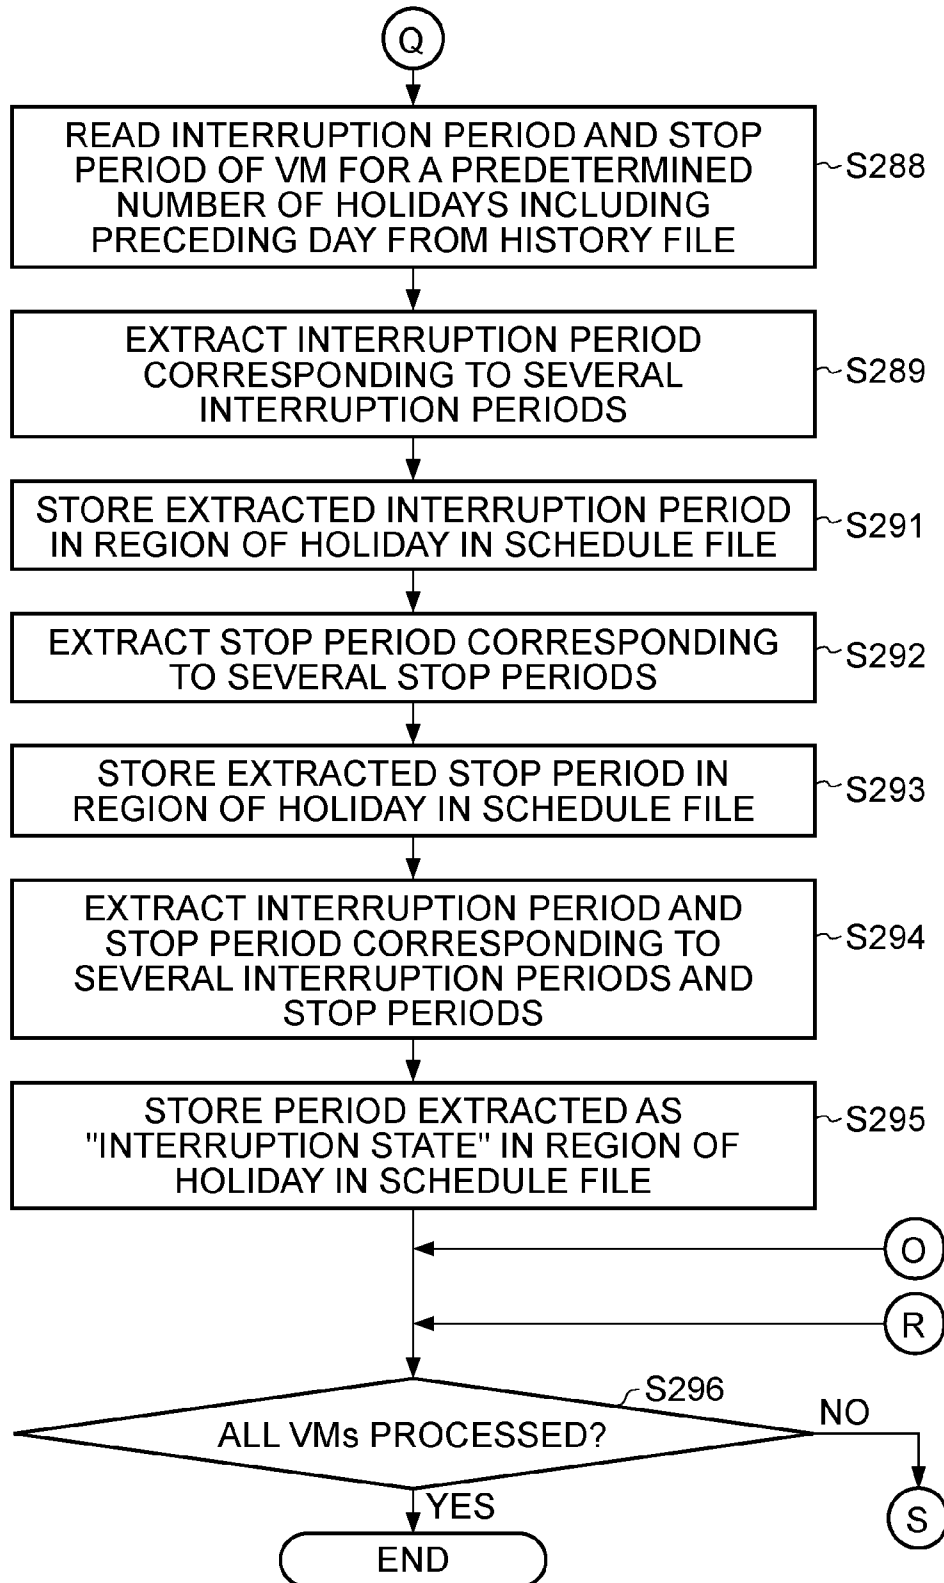 Q
READ INTERRUPTION PERIOD AND STOP
PERIOD OF VM FOR A PREDETERMINED
NUMBER OF HOLIDAYS INCLUDING
PRECEDING DAY FROM HISTORY FILE
S288
EXTRACT INTERRUPTION PERIOD
CORRESPONDING TO SEVERAL
INTERRUPTION PERIODS
S289
STORE EXTRACTED INTERRUPTION PERIOD
IN REGION OF HOLIDAY IN SCHEDULE FILE
S291
EXTRACT STOP PERIOD CORRESPONDING
TO SEVERAL STOP PERIODS
S292
STORE EXTRACTED STOP PERIOD IN
REGION OF HOLIDAY IN SCHEDULE FILE
S293
EXTRACT INTERRUPTION PERIOD AND
STOP PERIOD CORRESPONDING TO
SEVERAL INTERRUPTION PERIODS AND
STOP PERIODS
S294
STORE PERIOD EXTRACTED AS
"INTERRUPTION STATE" IN REGION OF
HOLIDAY IN SCHEDULE FILE
S295
O
R
S296
ALL VMs PROCESSED?
NO
YES
S
END